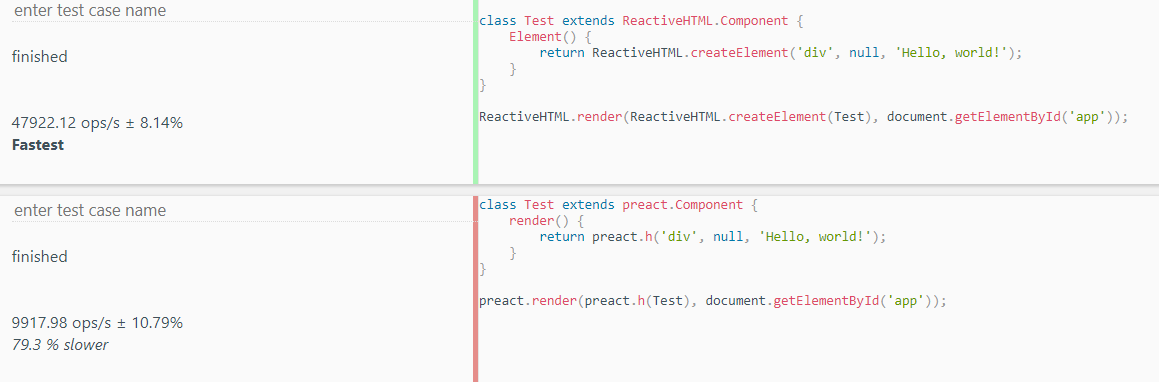 enter test case name
finished
47922.12 ops/s ± 8.14%
Fastest
class Test extends ReactiveHTML.Component {
    Element() {
        return ReactiveHTML.createElement('div', null, 'Hello, world!');
    }
}

ReactiveHTML.render(ReactiveHTML.createElement(Test), document.getElementById('app'));
enter test case name
finished
9917.98 ops/s ± 10.79%
79.3 % slower
class Test extends preact.Component {
    render() {
        return preact.h('div', null, 'Hello, world!');
    }
}

preact.render(preact.h(Test), document.getElementById('app'));